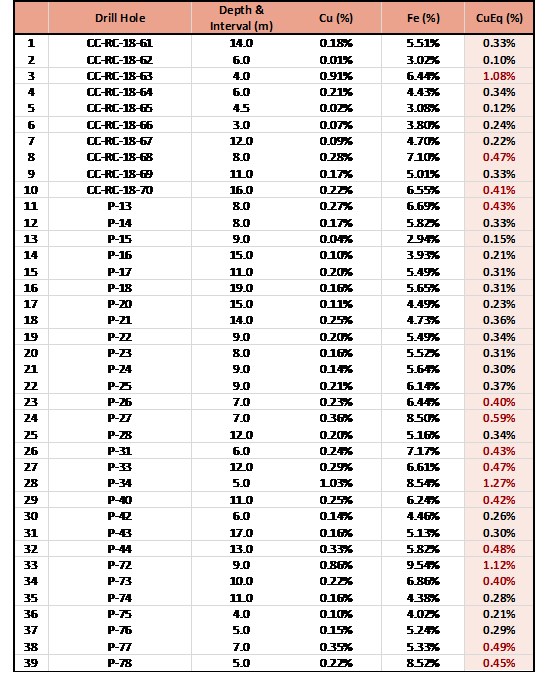 Drill Hole Depth & Interval (m) Cu (%) Fe (%) CuEq (%)
1 CC-RC-18-61 14.0 0.18% 5.51% 0.33%
2 CC-RC-18-62 6.0 0.01% 3.02% 0.10%
3 CC-RC-18-63 4.0 0.91% 6.44% 1.08%
4 CC-RC-18-64 6.0 0.21% 4.43% 0.34%
5 CC-RC-18-65 4.5 0.02% 3.08% 0.12%
6 CC-RC-18-66 3.0 0.07% 3.80% 0.24%
7 CC-RC-18-67 12.0 0.09% 4.70% 0.22%
8 CC-RC-18-68 8.0 0.28% 7.10% 0.47%
9 CC-RC-18-69 11.0 0.17% 5.01% 0.33%
10 CC-RC-18-70 16.0 0.22% 6.55% 0.41%
11 P-13 8.0 0.27% 6.69% 0.43%
12 P-14 8.0 0.17% 5.82% 0.33%
13 P-15 9.0 0.04% 2.94% 0.15%
14 P-16 15.0 0.10% 3.93% 0.21%
15 P-17 11.0 0.20% 5.49% 0.31%
16 P-18 19.0 0.16% 5.65% 0.31%
17 P-20 15.0 0.11% 4.49% 0.23%
18 P-21 14.0 0.25% 4.73% 0.36%
19 P-22 9.0 0.20% 5.49% 0.34%
20 P-23 8.0 0.16% 5.52% 0.31%
21 P-24 9.0 0.14% 5.64% 0.30%
22 P-25 9.0 0.21% 6.14% 0.37%
23 P-26 7.0 0.23% 6.44% 0.40%
24 P-27 7.0 0.36% 8.50% 0.59%
25 P-28 12.0 0.20% 5.16% 0.34%
26 P-31 6.0 0.24% 7.17% 0.43%
27 P-33 12.0 0.29% 6.61% 0.47%
28 P-34 5.0 1.03% 8.54% 1.27%
29 P-40 11.0 0.25% 6.24% 0.42%
30 P-42 6.0 0.14% 4.46% 0.26%
31 P-43 17.0 0.16% 5.13% 0.30%
32 P-44 13.0 0.33% 5.82% 0.48%
33 P-72 9.0 0.86% 9.54% 1.12%
34 P-73 10.0 0.22% 6.86% 0.40%
35 P-74 11.0 0.16% 4.38% 0.28%
36 P-75 4.0 0.10% 4.02% 0.21%
37 P-76 5.0 0.15% 5.24% 0.29%
38 P-77 7.0 0.35% 5.33% 0.49%
39 P-78 5.0 0.22% 8.52% 0.45%